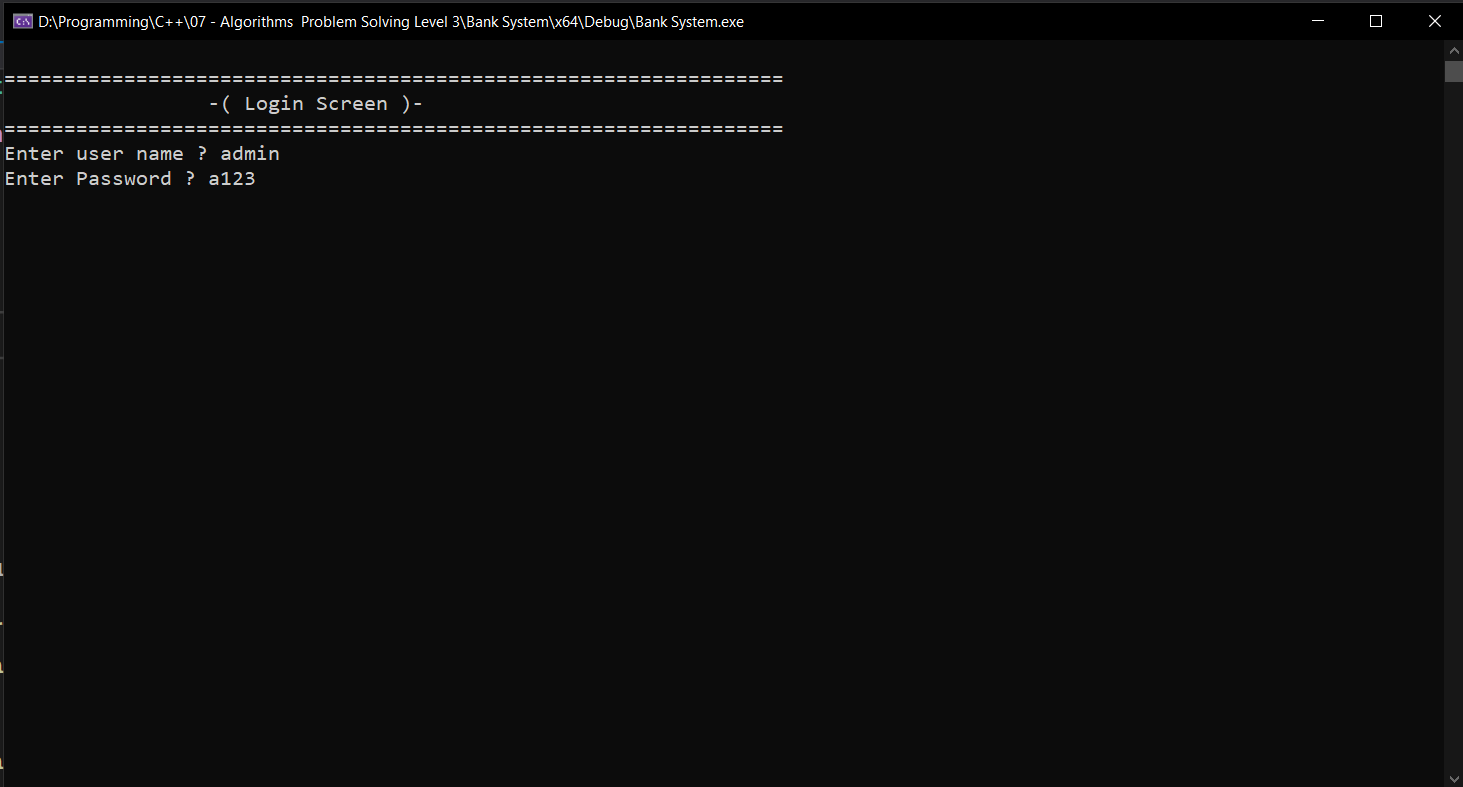 D:\Programming\C++\07 - Algorithms  Problem Solving Level 3\Bank System\x64\Debug\Bank System.exe
=================================================================
-( Login Screen )-
=================================================================
Enter user name ? admin
Enter Password ? a123